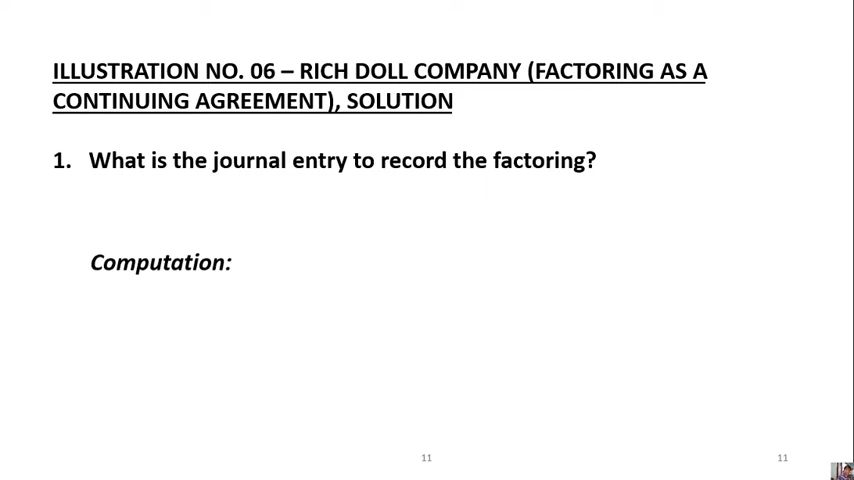 ILLUSTRATION NO. 06 – RICH DOLL COMPANY (FACTORING AS A
CONTINUING AGREEMENT), SOLUTION
1. What is the journal entry to record the factoring?
Computation:
11
11